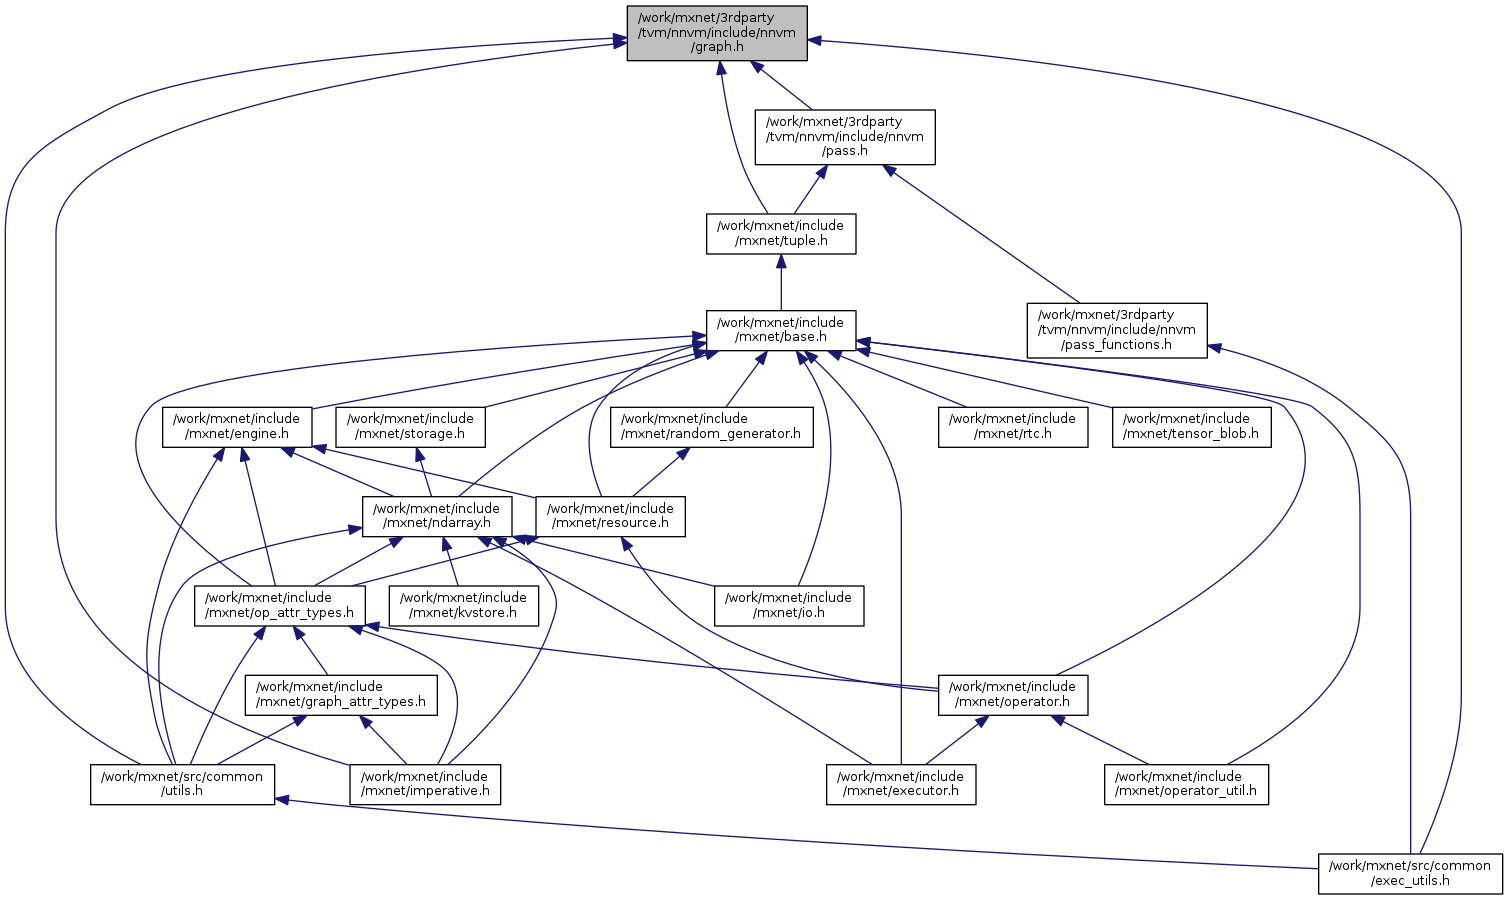 /work/mxnet/3rdparty
/tvm/nnvm/include/nnvm
/graph.h
/work/mxnet/3rdparty
/tvm/nnvm/include/nnvm
/pass.h
/work/mxnet/include
/mxnet/tuple.h
/work/mxnet/3rdparty
/tvm/nnvm/include/nnvm
/pass_functions.h
/work/mxnet/include
/mxnet/base.h
/work/mxnet/include
/mxnet/engine.h
/work/mxnet/include
/mxnet/storage.h
/work/mxnet/include
/mxnet/random_generator.h
/work/mxnet/include
/mxnet/rtc.h
/work/mxnet/include
/mxnet/tensor_blob.h
/work/mxnet/include
/mxnet/ndarray.h
/work/mxnet/include
/mxnet/resource.h
/work/mxnet/include
/mxnet/op_attr_types.h
/work/mxnet/include
/mxnet/kvstore.h
/work/mxnet/include
/mxnet/io.h
/work/mxnet/include
/mxnet/graph_attr_types.h
/work/mxnet/include
/mxnet/operator.h
/work/mxnet/src/common
/utils.h
/work/mxnet/include
/mxnet/imperative.h
/work/mxnet/include
/mxnet/executor.h
/work/mxnet/include
/mxnet/operator_util.h
/work/mxnet/src/common
/exec_utils.h